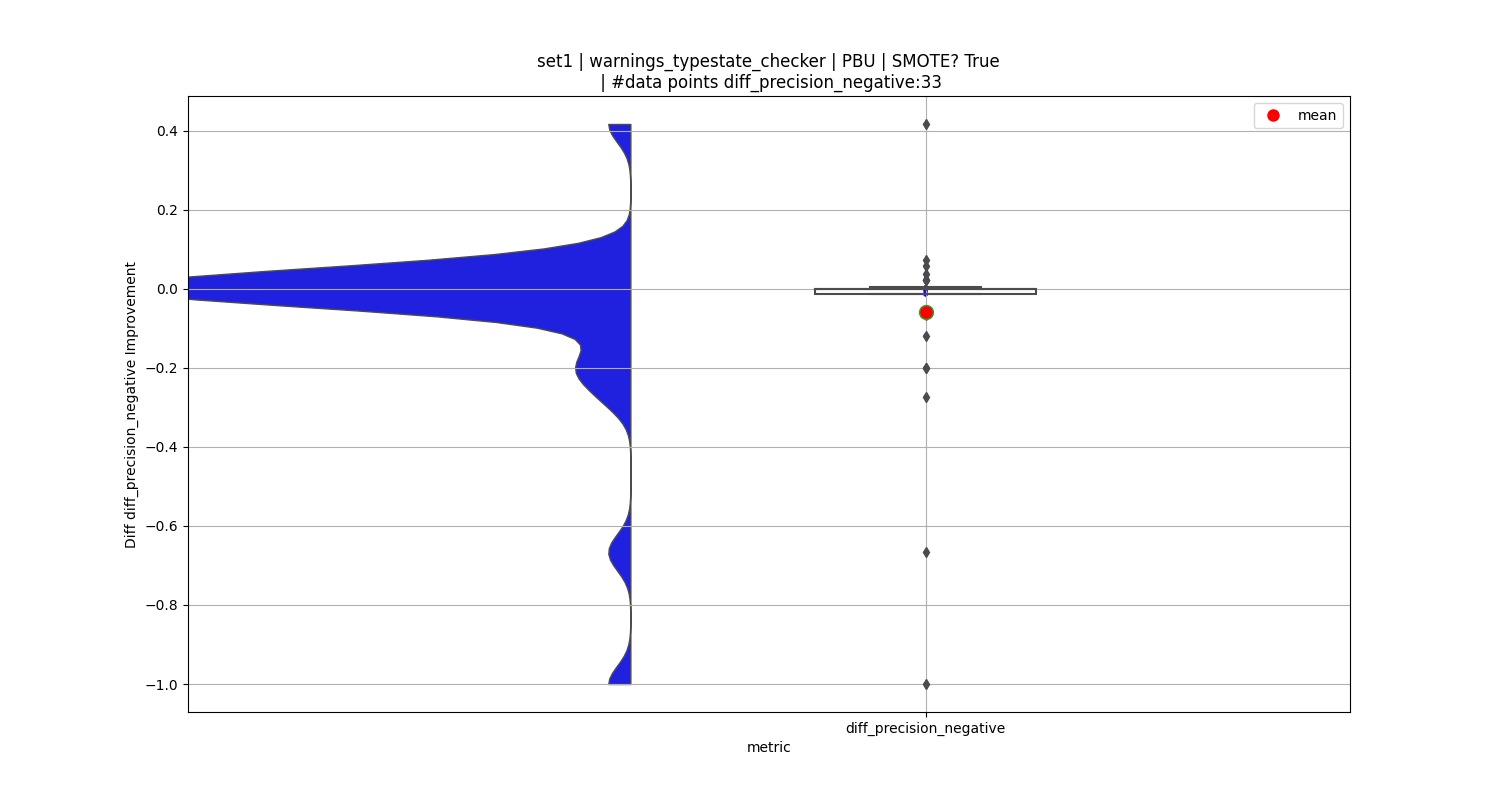 set1 | warnings_typestate_checker | PBU | SMOTE? True
| #data points diff_precision_negative:33
mean
0.4
0.2
0.0
−0.2
−0.4
−0.6
−0.8
−1.0
Diff diff_precision_negative Improvement
diff_precision_negative
metric